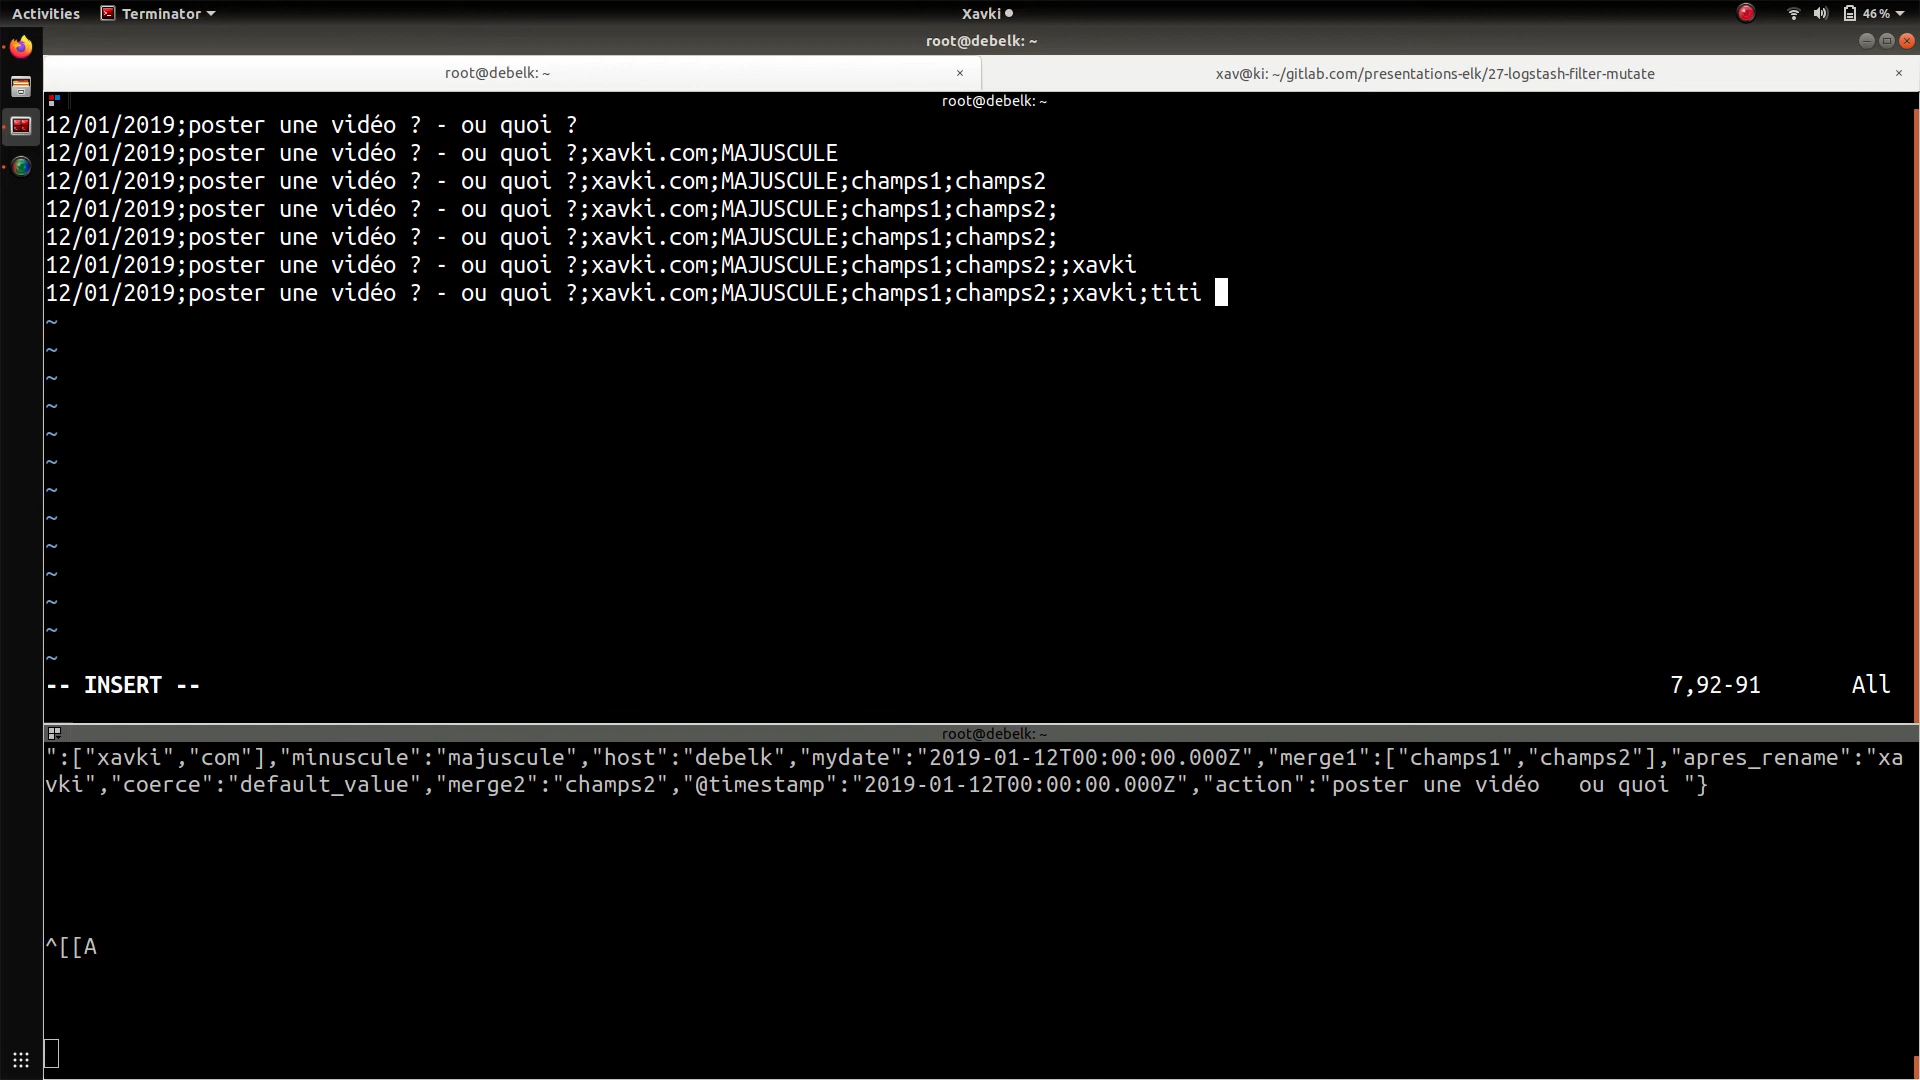 Activities Terminator Xavki 46%
root@debelk: ~
root@debelk: ~ × xav@ki: ~/gitlab.com/presentations-elk/27-logstash-filter-mutate ×
root@debelk: ~
12/01/2019;poster une vidéo ? - ou quoi ?
12/01/2019;poster une vidéo ? - ou quoi ?;xavki.com;MAJUSCULE
12/01/2019;poster une vidéo ? - ou quoi ?;xavki.com;MAJUSCULE;champs1;champs2
12/01/2019;poster une vidéo ? - ou quoi ?;xavki.com;MAJUSCULE;champs1;champs2;
12/01/2019;poster une vidéo ? - ou quoi ?;xavki.com;MAJUSCULE;champs1;champs2;
12/01/2019;poster une vidéo ? - ou quoi ?;xavki.com;MAJUSCULE;champs1;champs2;;xavki
12/01/2019;poster une vidéo ? - ou quoi ?;xavki.com;MAJUSCULE;champs1;champs2;;xavki;titi
~
~
~
~
~
~
~
~
~
~
~
~
~
-- INSERT -- 7,92-91 All
root@debelk: ~
":["xavki","com"],"minuscule":"majuscule","host":"debelk","mydate":"2019-01-12T00:00:00.000Z","merge1":["champs1","champs2"],"apres_rename":"xa
vki","coerce":"default_value","merge2":"champs2","@timestamp":"2019-01-12T00:00:00.000Z","action":"poster une vidéo   ou quoi "}
^[[A